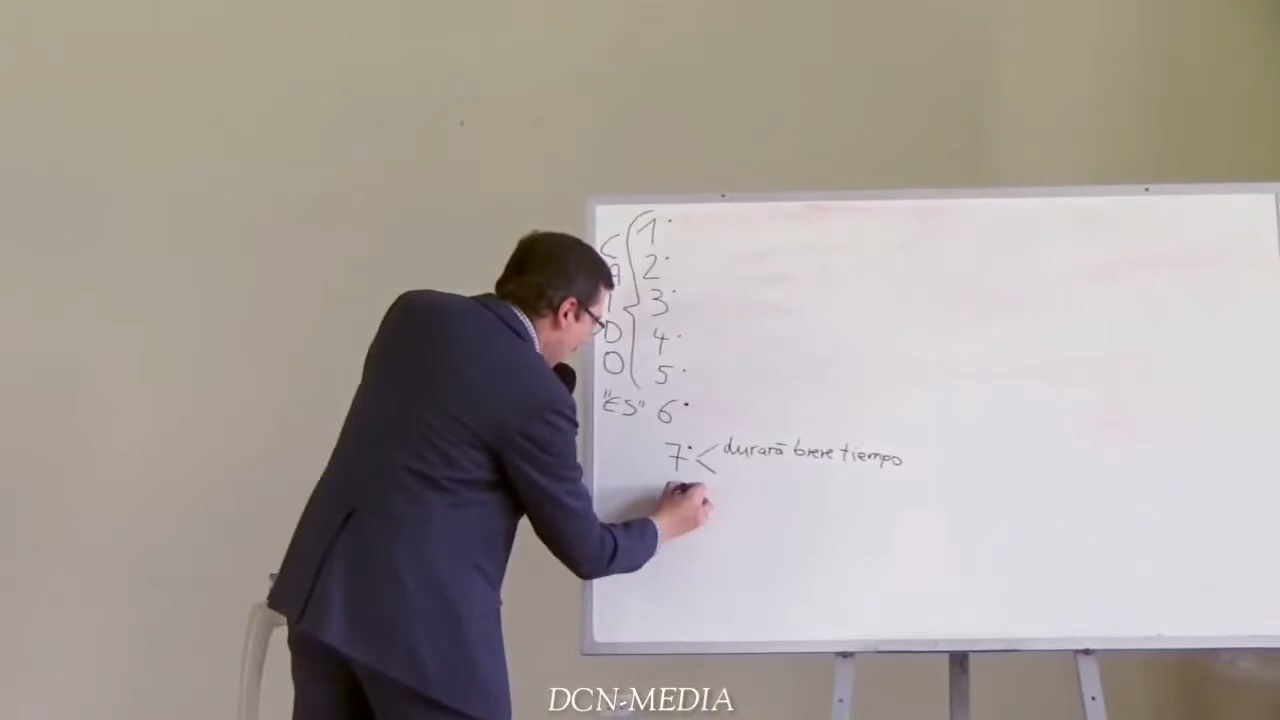 C
A
I
D
O
1.
2.
3.
4.
5.
"ES" 6.
7. < durará breve tiempo
DCN-MEDIA